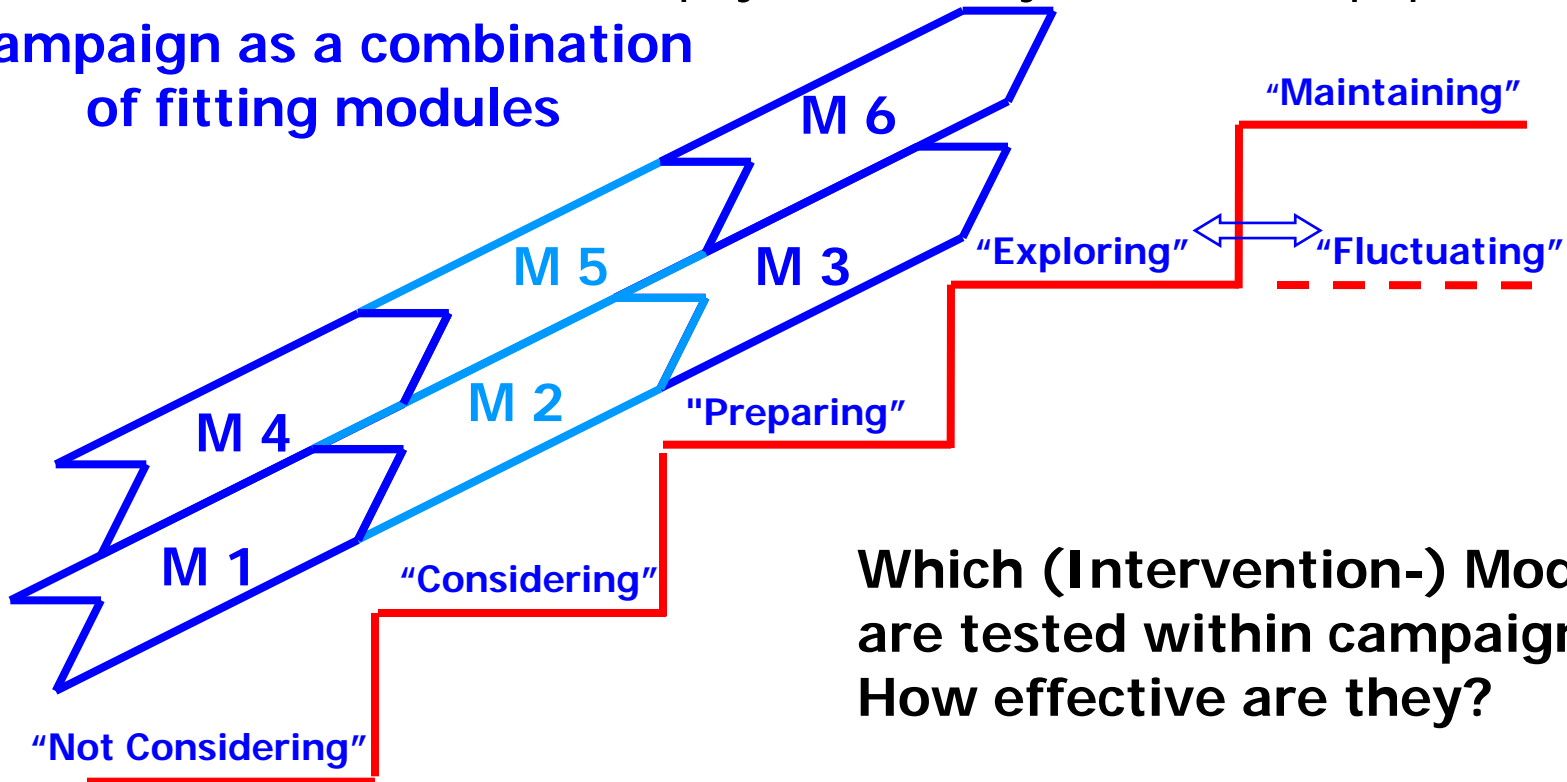 ampaign as a combination
of fitting modules
M 6
“Maintaining”
M 5
M 3
“Exploring”
“Fluctuating”
M 4
M 2
"Preparing”
M 1
“Considering”
Which (Intervention-) Mod
are tested within campaign
How effective are they?
“Not Considering”